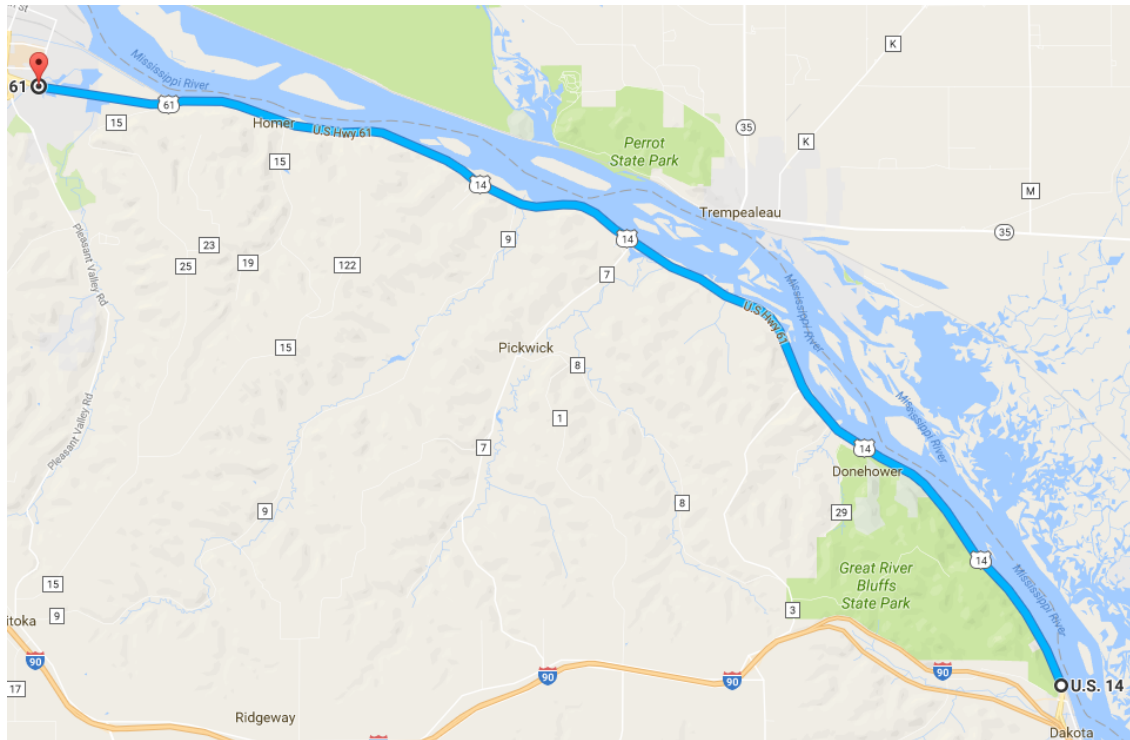 St
K
Mississippi River
61
61
15
Homer
U.S Hwy 61
35
Perrot
State Park
K
15
14
M
Trempealeau
35
9
14
23
25
19
122
7
Pleasant Valley Rd
Mississippi River
U.S Hwy 61
15
Pickwick
8
1
Mississippi River
Pleasant Valley Rd
7
14
Donehower
8
9
29
14
Great River
Bluffs
State Park
Mississippi River
15
9
3
itoka
90
90
90
90
U.S. 14
17
Ridgeway
Dakota